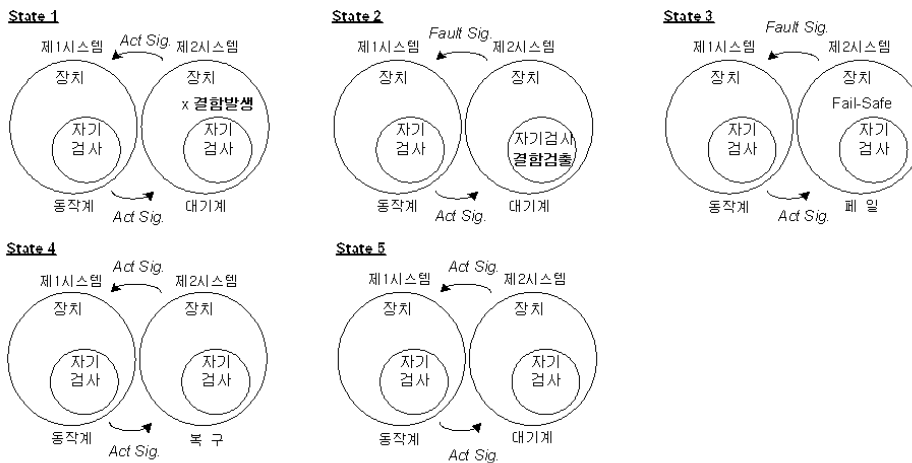 State 1
Act Sig.
제1시스템 제2시스템
장치 장치
x 결함발생
자기 자기
검사 검사
동작계 대기계
Act Sig.
State 2
Fault Sig.
제1시스템 제2시스템
장치 장치
자기 자기검사
검사 결함검출
동작계 대기계
Act Sig.
State 3
Fault Sig.
제1시스템 제2시스템
장치 장치
Fail-Safe
자기 자기
검사 검사
동작계 페 일
Act Sig.
State 4
Act Sig.
제1시스템 제2시스템
장치 장치
자기 자기
검사 검사
동작계 복 구
Act Sig.
State 5
Act Sig.
제1시스템 제2시스템
장치 장치
자기 자기
검사 검사
동작계 대기계
Act Sig.